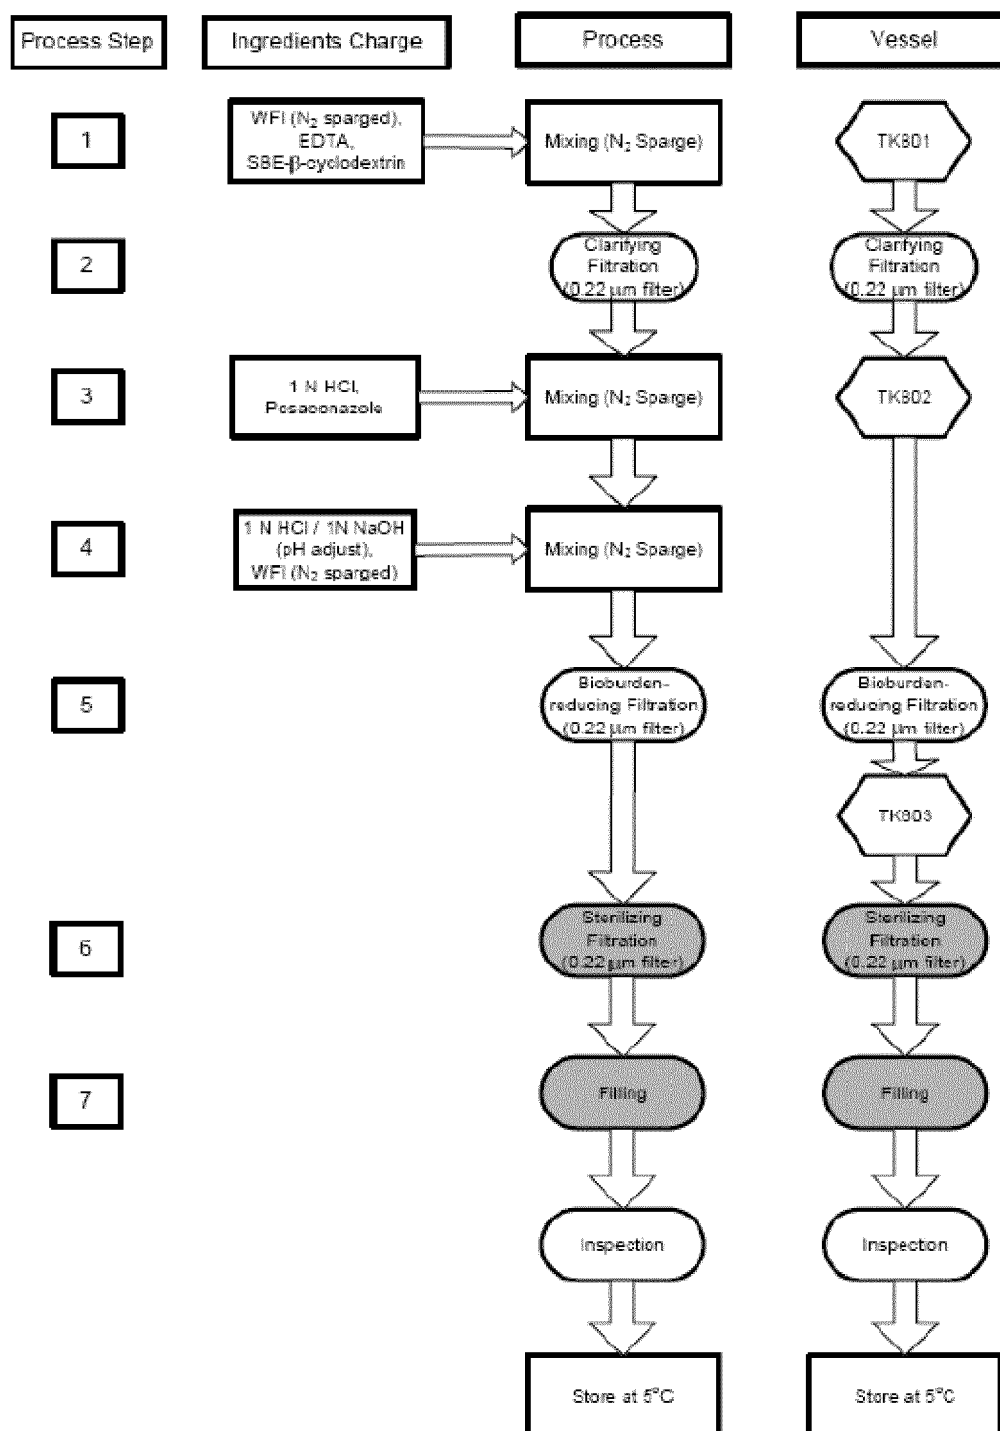 Process Step
Ingredients Charge
Process
Vessel
1
WFI (N₂ sparged),
EDTA,
SBE-β-cyclodextrin
Mixing (N₂ Sparge)
TK801
2
Clarifying
Filtration
(0.22 µm filter)
Clarifying
Filtration
(0.22 µm filter)
3
1 N HCl,
Posaconazole
Mixing (N₂ Sparge)
TK802
4
1 N HCl / 1N NaOH
(pH adjust),
WFI (N₂ sparged)
Mixing (N₂ Sparge)
5
Bioburden-
reducing Filtration
(0.22 µm filter)
Bioburden-
reducing Filtration
(0.22 µm filter)
TK803
6
Sterilizing
Filtration
(0.22 µm filter)
Sterilizing
Filtration
(0.22 µm filter)
7
Filling
Filling
Inspection
Inspection
Store at 5°C
Store at 5°C